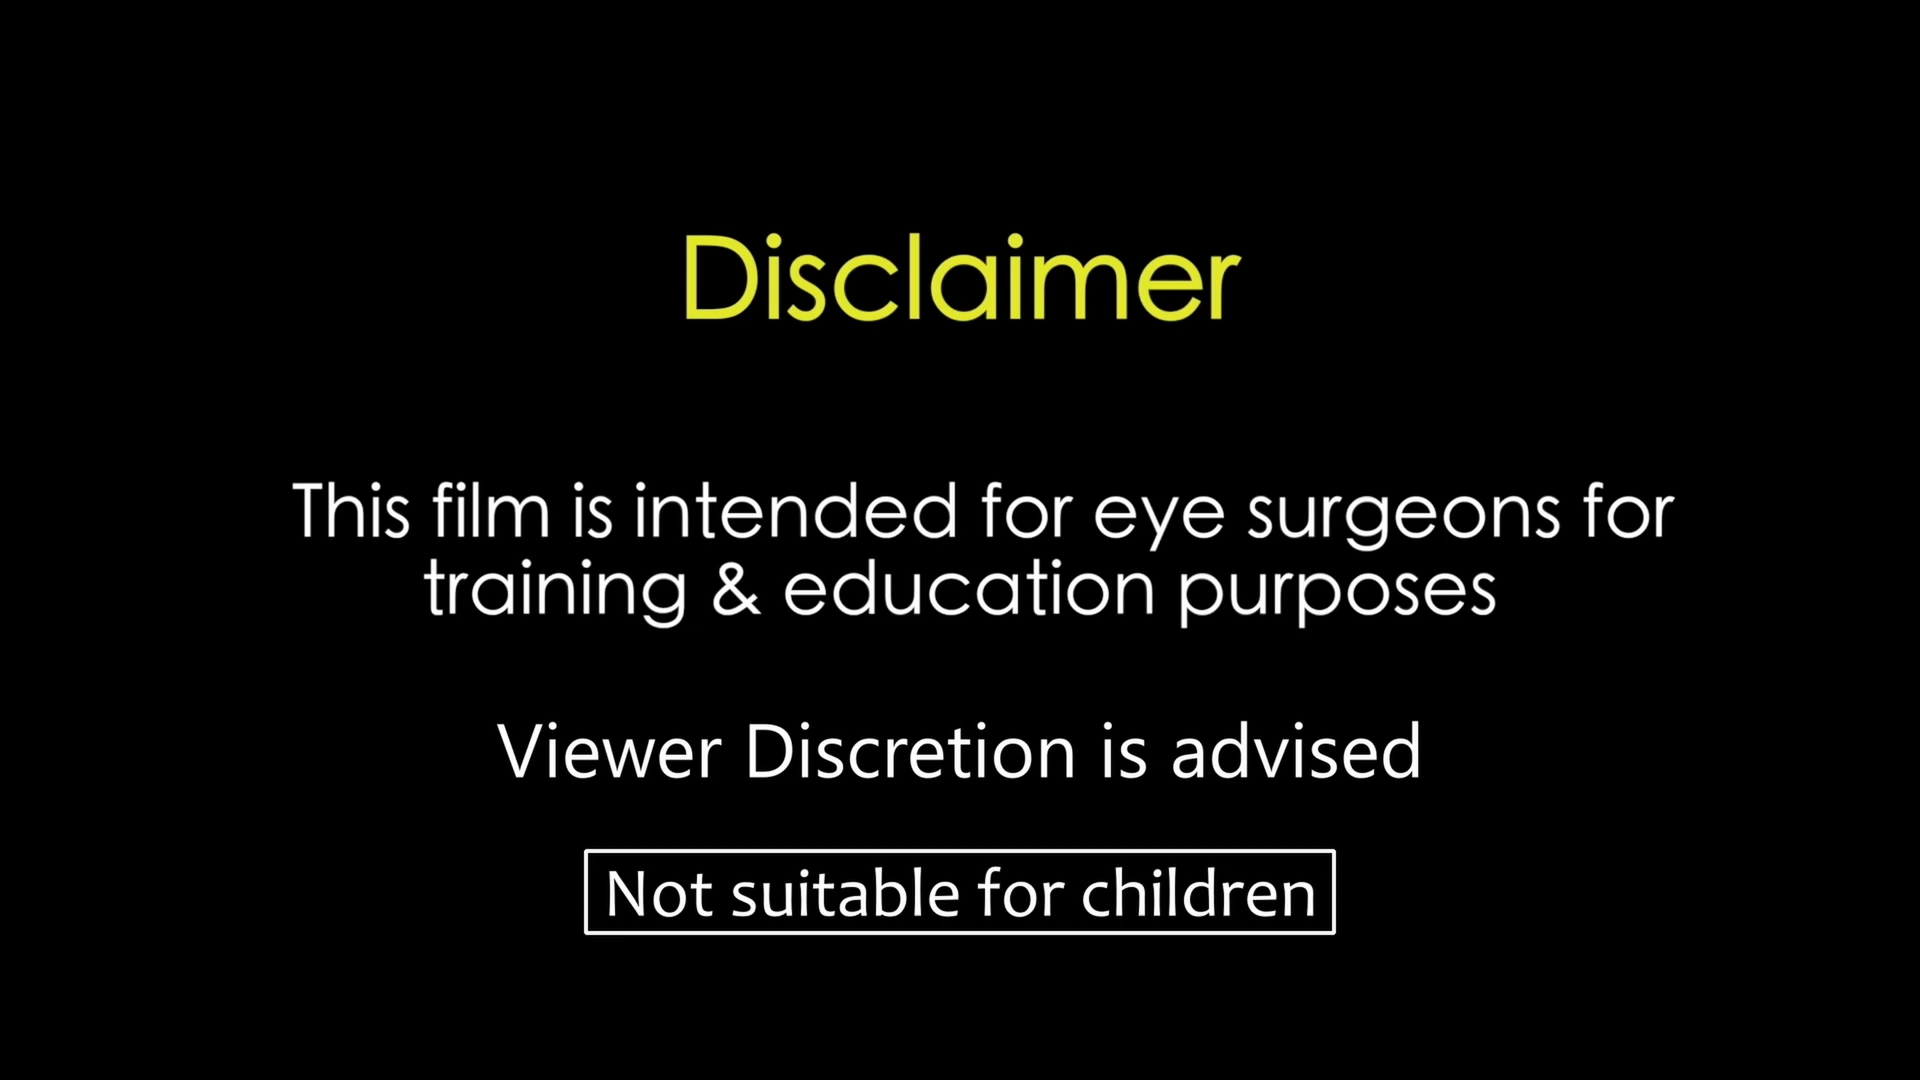 Disclaimer
This film is intended for eye surgeons for
training & education purposes
Viewer Discretion is advised
Not suitable for children